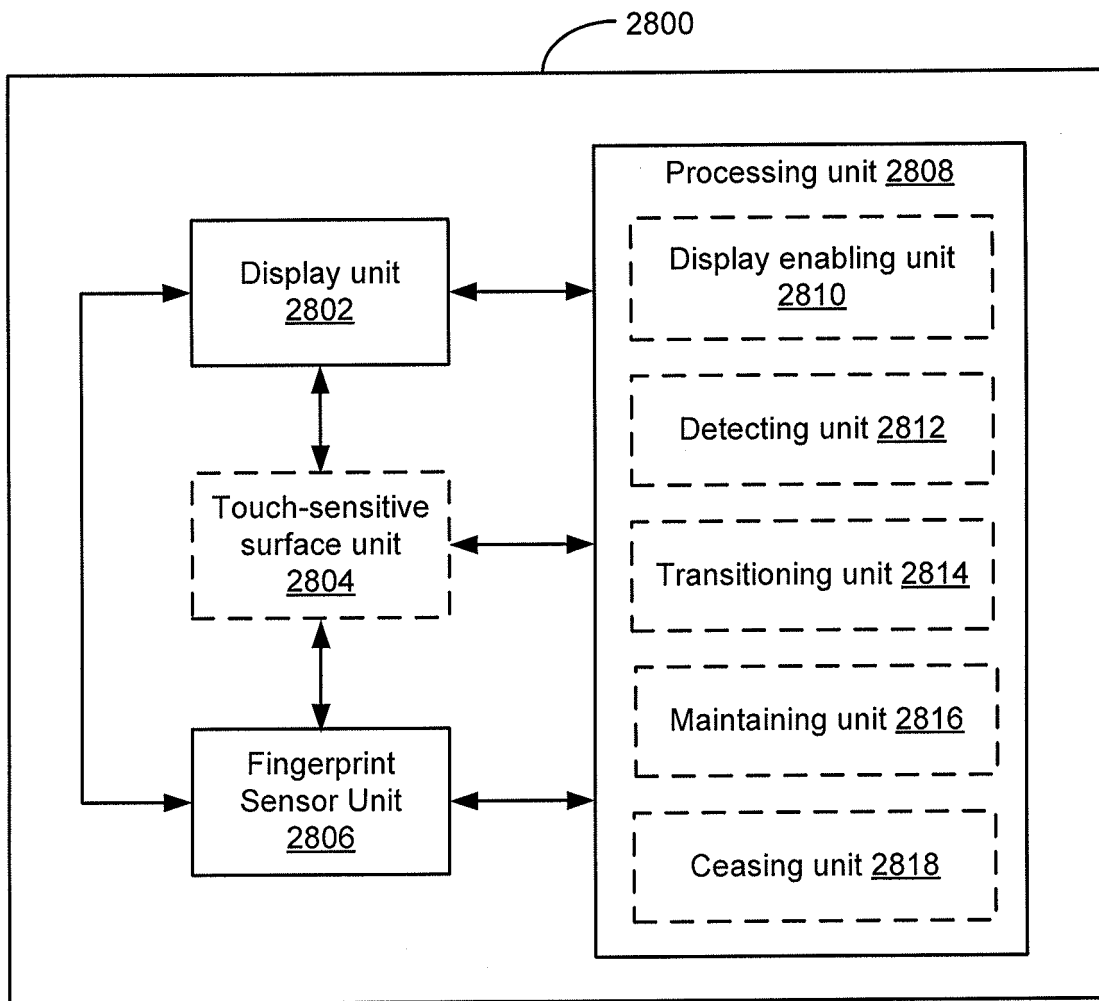 2800
Processing unit 2808
Display enabling unit
2810
Display unit
2802
Detecting unit 2812
Touch-sensitive
surface unit
2804
Transitioning unit 2814
Maintaining unit 2816
Fingerprint
Sensor Unit
2806
Ceasing unit 2818